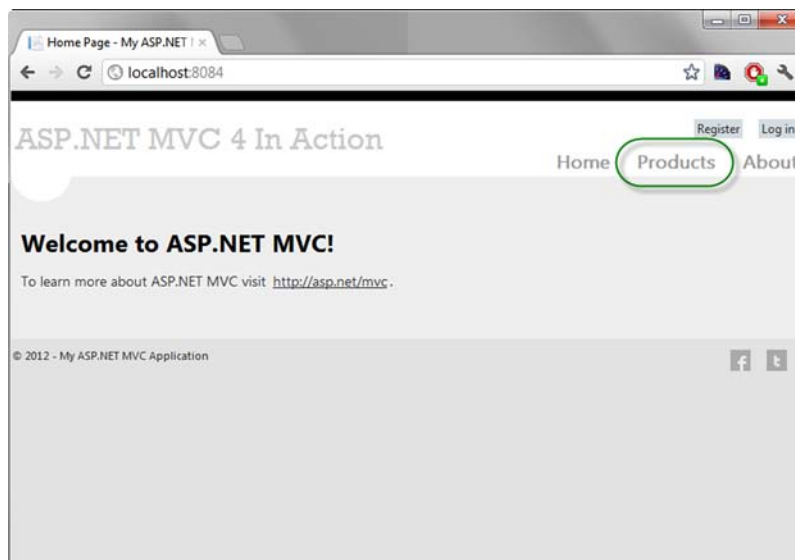 Home Page - My ASP.NET
localhost:8084
ASP.NET MVC 4 In Action
Register Log in
Home Products About
Welcome to ASP.NET MVC!
To learn more about ASP.NET MVC visit http://asp.net/mvc.
© 2012 - My ASP.NET MVC Application
f t